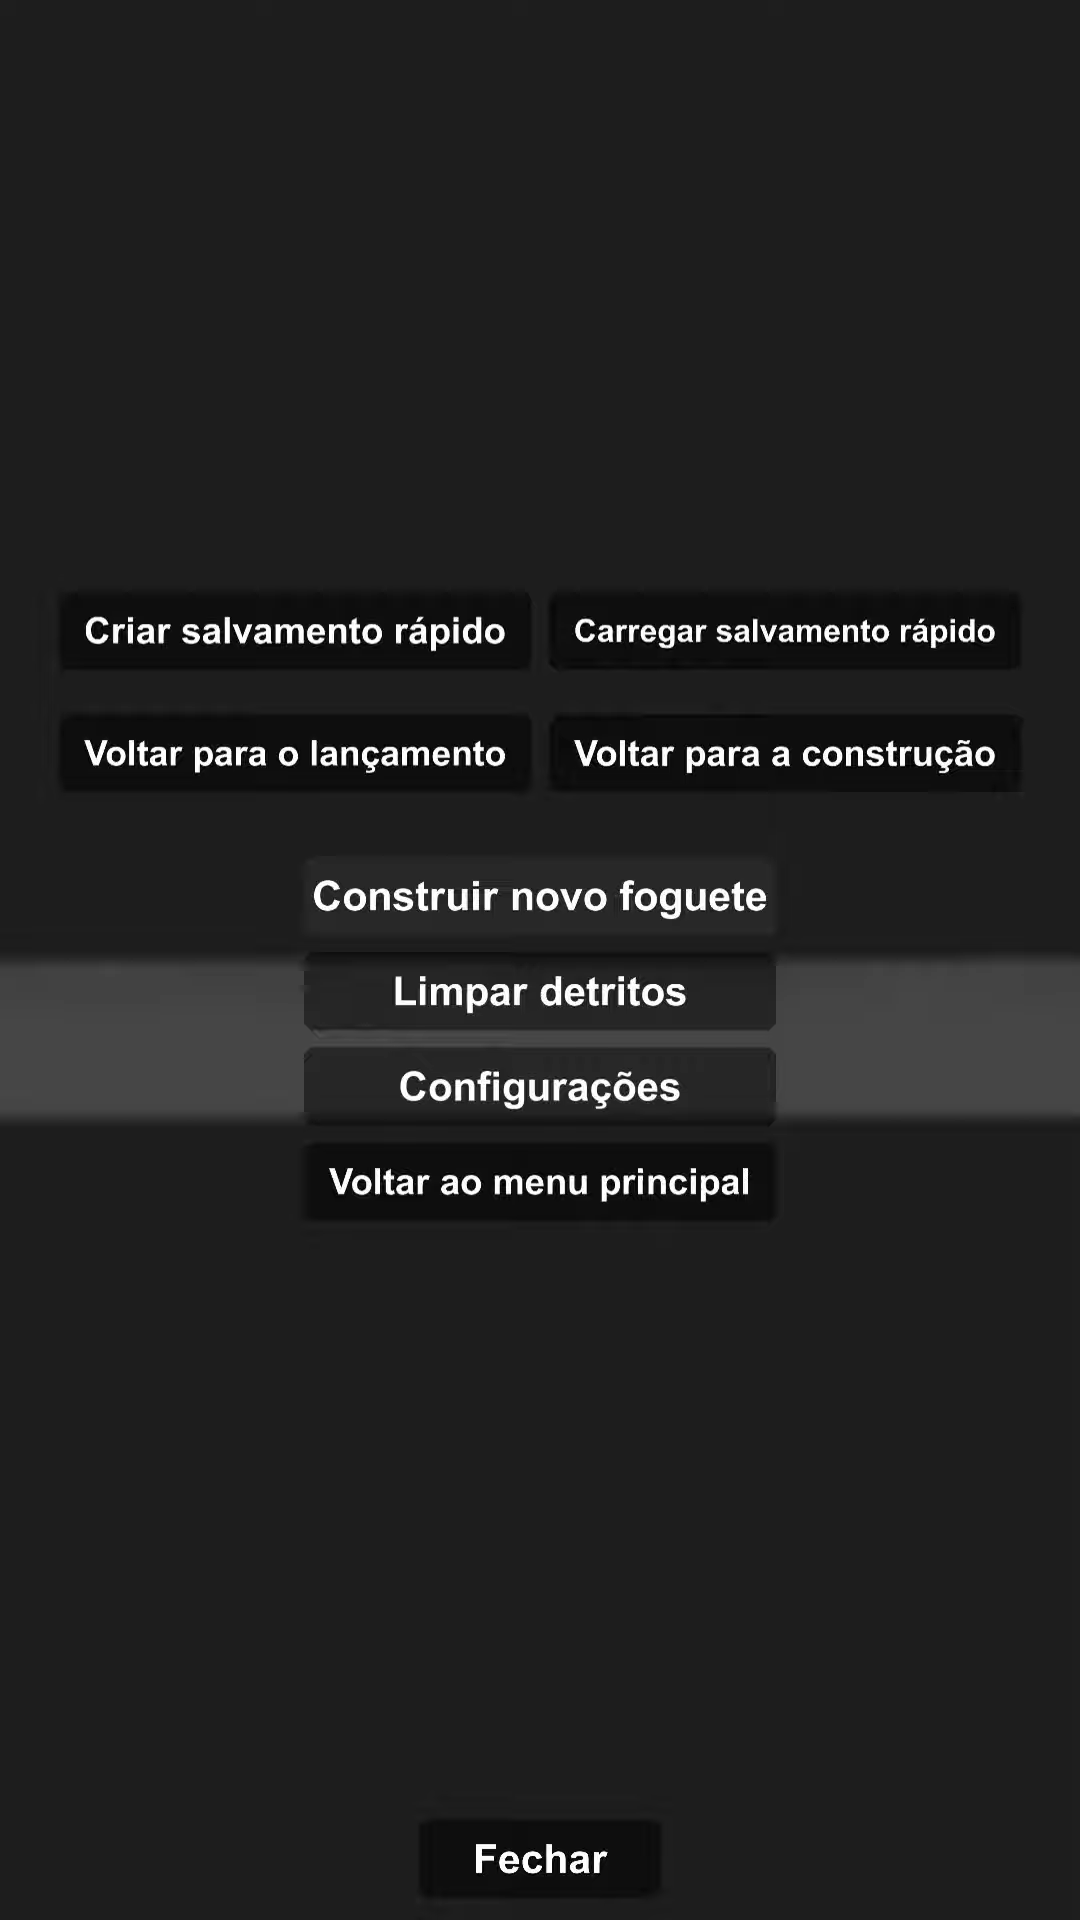 Criar salvamento rápido
Carregar salvamento rápido
Voltar para o lançamento
Voltar para a construção
Construir novo foguete
Limpar detritos
Configurações
Voltar ao menu principal
Fechar